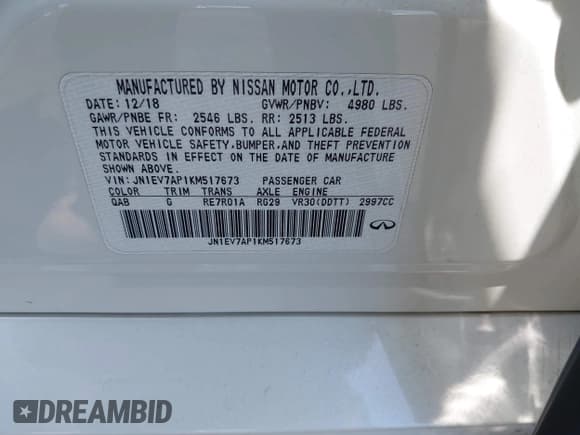 MANUFACTURED BY NISSAN MOTOR CO.,LTD.
DATE: 12/18 GVWR/PNBV: 4980 LBS.
GAWR/PNBE FR: 2546 LBS. RR: 2513 LBS.
THIS VEHICLE CONFORMS TO ALL APPLICABLE FEDERAL
MOTOR VEHICLE SAFETY,BUMPER,AND THEFT PREVENTION
STANDARDS IN EFFECT ON THE DATE OF MANUFACTURE
SHOWN ABOVE.
VIN: JN1EV7AP1KM517673 PASSENGER CAR
COLOR TRIM TRANS AXLE ENGINE
QAB G RE7R01A RG29 VR30(DDTT) 2997CC
JN1EV7AP1KM517673
DREAMBID